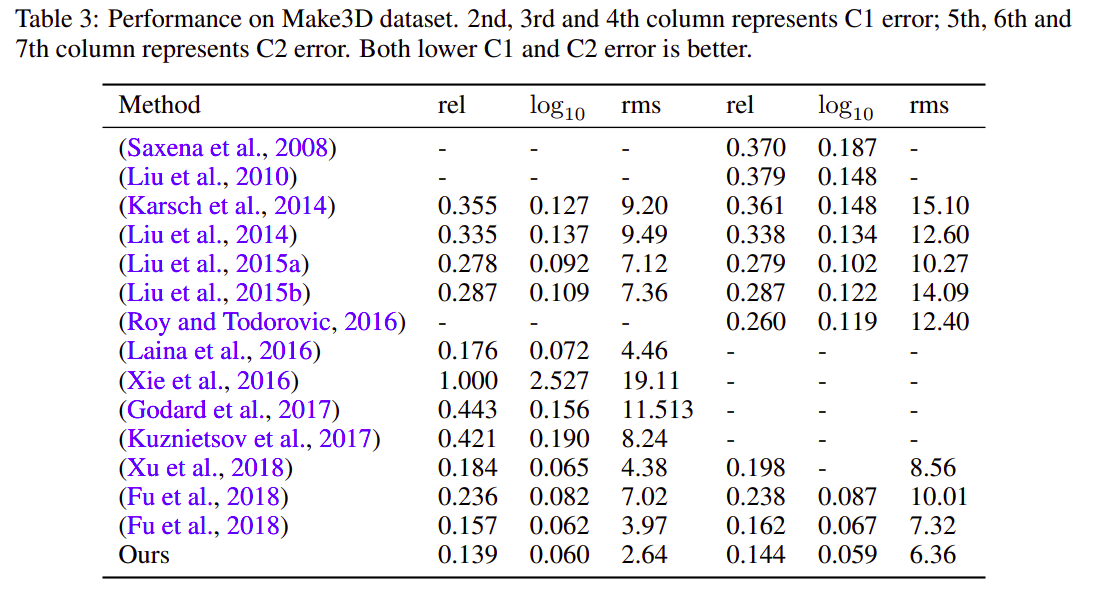 Table 3: Performance on Make3D dataset. 2nd, 3rd and 4th column represents C1 error; 5th, 6th and
7th column represents C2 error. Both lower C1 and C2 error is better.
Method rel log10 rms rel log10 rms
(Saxena et al., 2008) - - - 0.370 0.187 -
(Liu et al., 2010) - - - 0.379 0.148 -
(Karsch et al., 2014) 0.355 0.127 9.20 0.361 0.148 15.10
(Liu et al., 2014) 0.335 0.137 9.49 0.338 0.134 12.60
(Liu et al., 2015a) 0.278 0.092 7.12 0.279 0.102 10.27
(Liu et al., 2015b) 0.287 0.109 7.36 0.287 0.122 14.09
(Roy and Todorovic, 2016) - - - 0.260 0.119 12.40
(Laina et al., 2016) 0.176 0.072 4.46 - - -
(Xie et al., 2016) 1.000 2.527 19.11 - - -
(Godard et al., 2017) 0.443 0.156 11.513 - - -
(Kuznietsov et al., 2017) 0.421 0.190 8.24 - - -
(Xu et al., 2018) 0.184 0.065 4.38 0.198 - 8.56
(Fu et al., 2018) 0.236 0.082 7.02 0.238 0.087 10.01
(Fu et al., 2018) 0.157 0.062 3.97 0.162 0.067 7.32
Ours 0.139 0.060 2.64 0.144 0.059 6.36